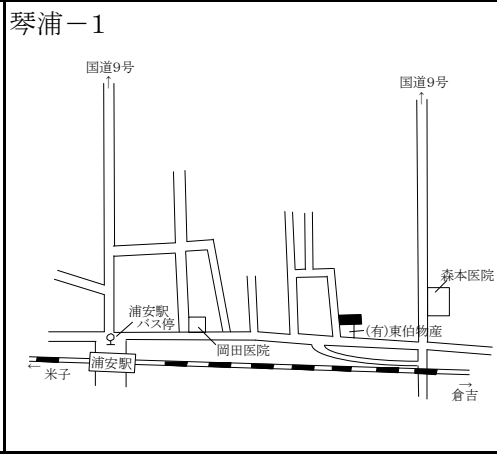 琴浦－1
国道9号
↑
国道9号
↑
森本医院
浦安駅
バス停
(有)東伯物産
岡田医院
浦安駅
← 米子
→
倉吉